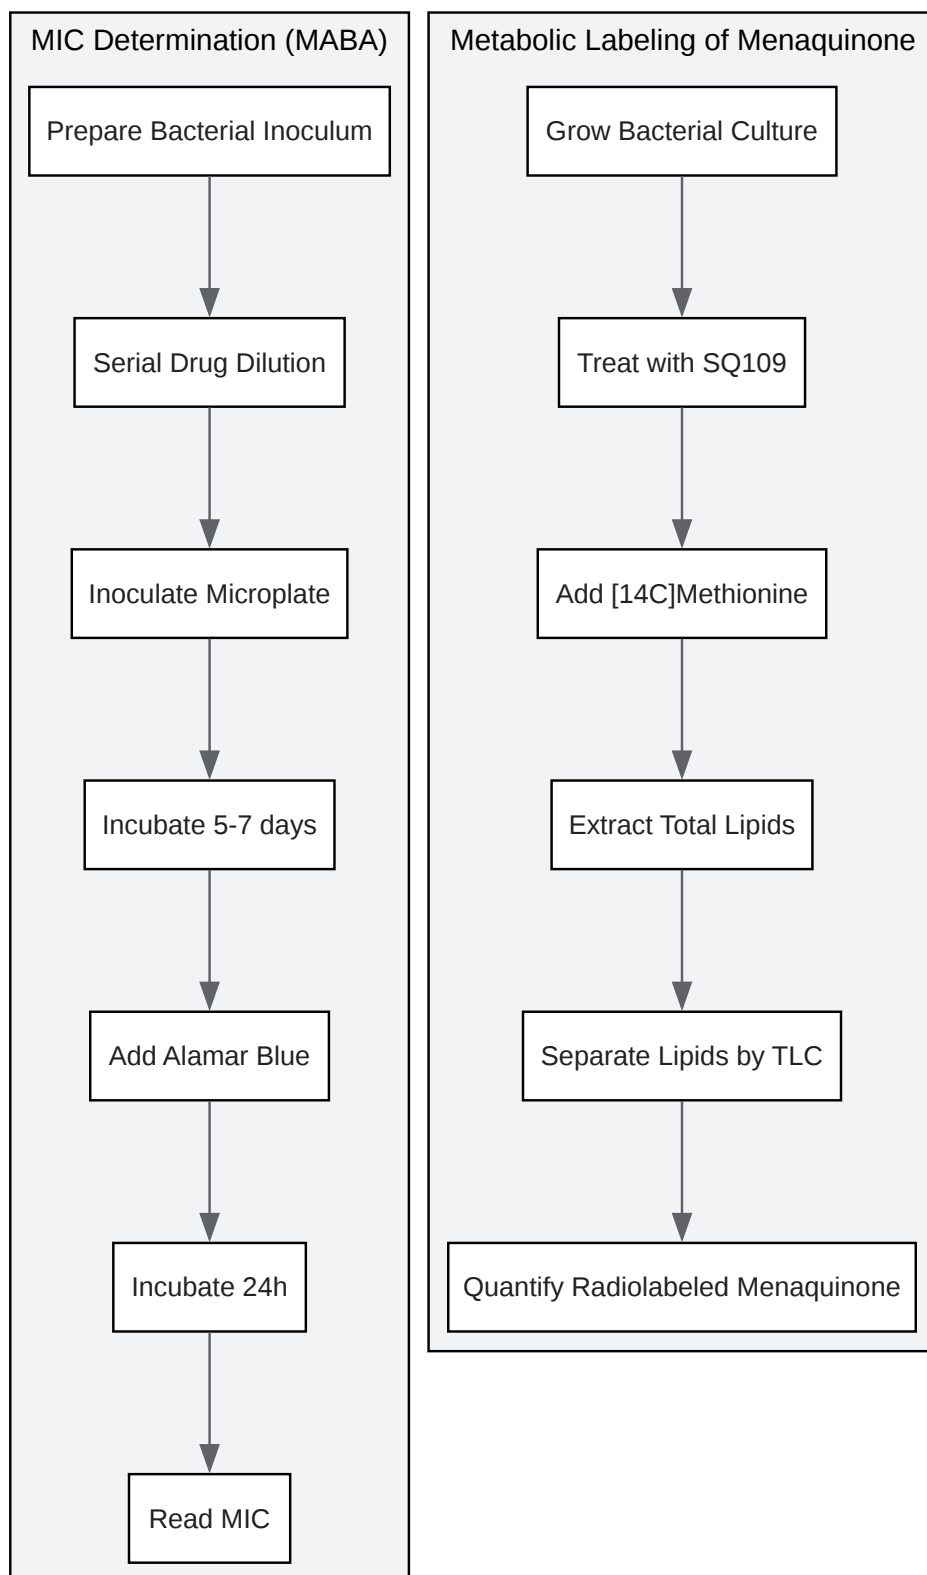 MIC Determination (MABA)
Prepare Bacterial Inoculum
Serial Drug Dilution
Inoculate Microplate
Incubate 5-7 days
Add Alamar Blue
Incubate 24h
Read MIC
Metabolic Labeling of Menaquinone
Grow Bacterial Culture
Treat with SQ109
Add [14C]Methionine
Extract Total Lipids
Separate Lipids by TLC
Quantify Radiolabeled Menaquinone